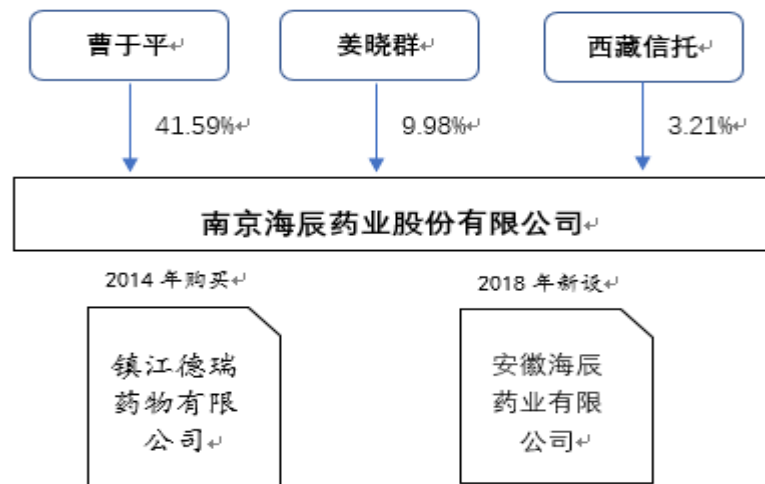 曹于平↵ 姜晓群↵ 西藏信托↵
41.59%↵ 9.98%↵ 3.21%↵
南京海辰药业股份有限公司↵
2014 年购买↵ 2018 年新设↵
镇江德瑞
药物有限
公司↵
安徽海辰
药业有限
公司↵